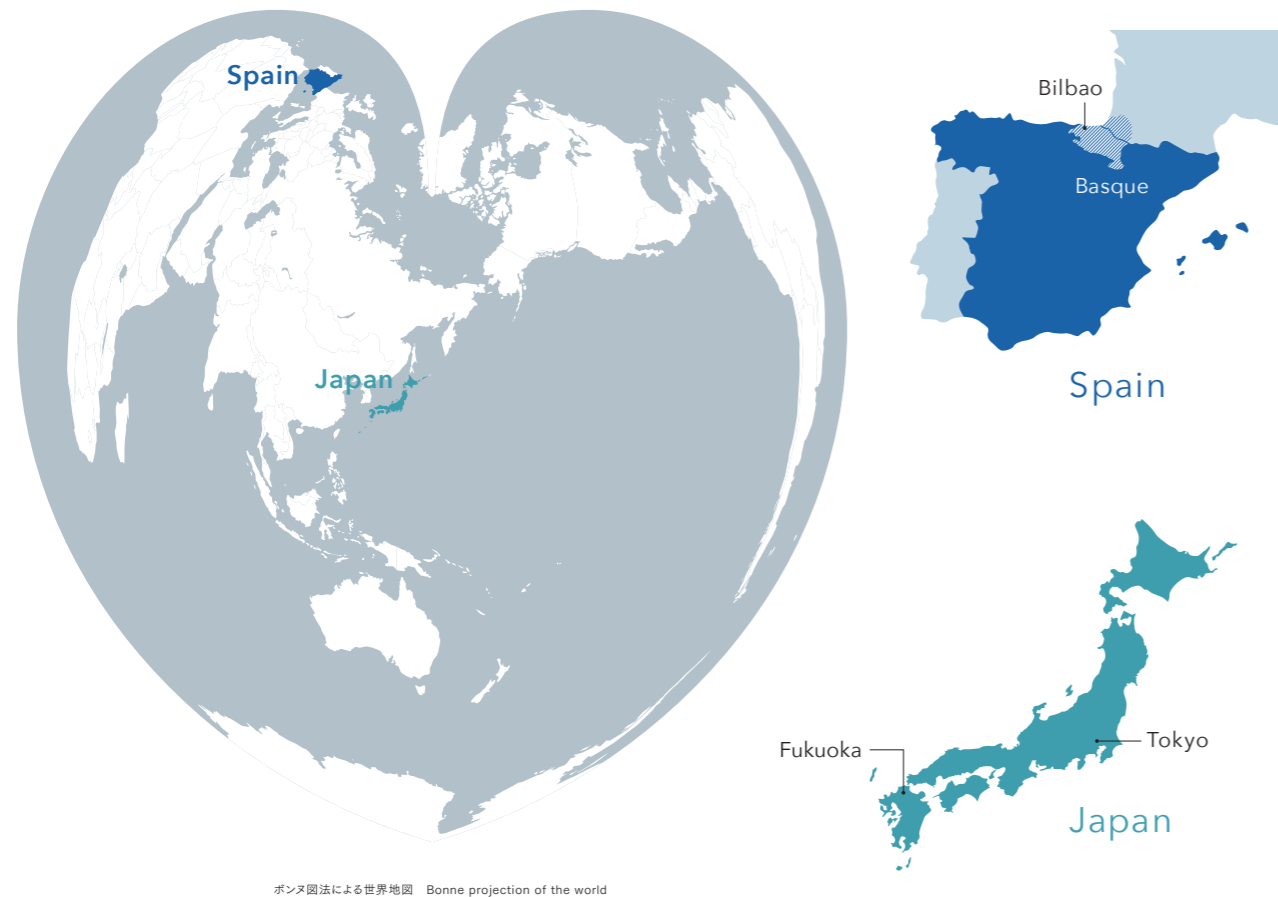 Spain
Japan
Bilbao
Basque
Spain
Fukuoka
Tokyo
Japan
ボンヌ図法による世界地図 Bonne projection of the world